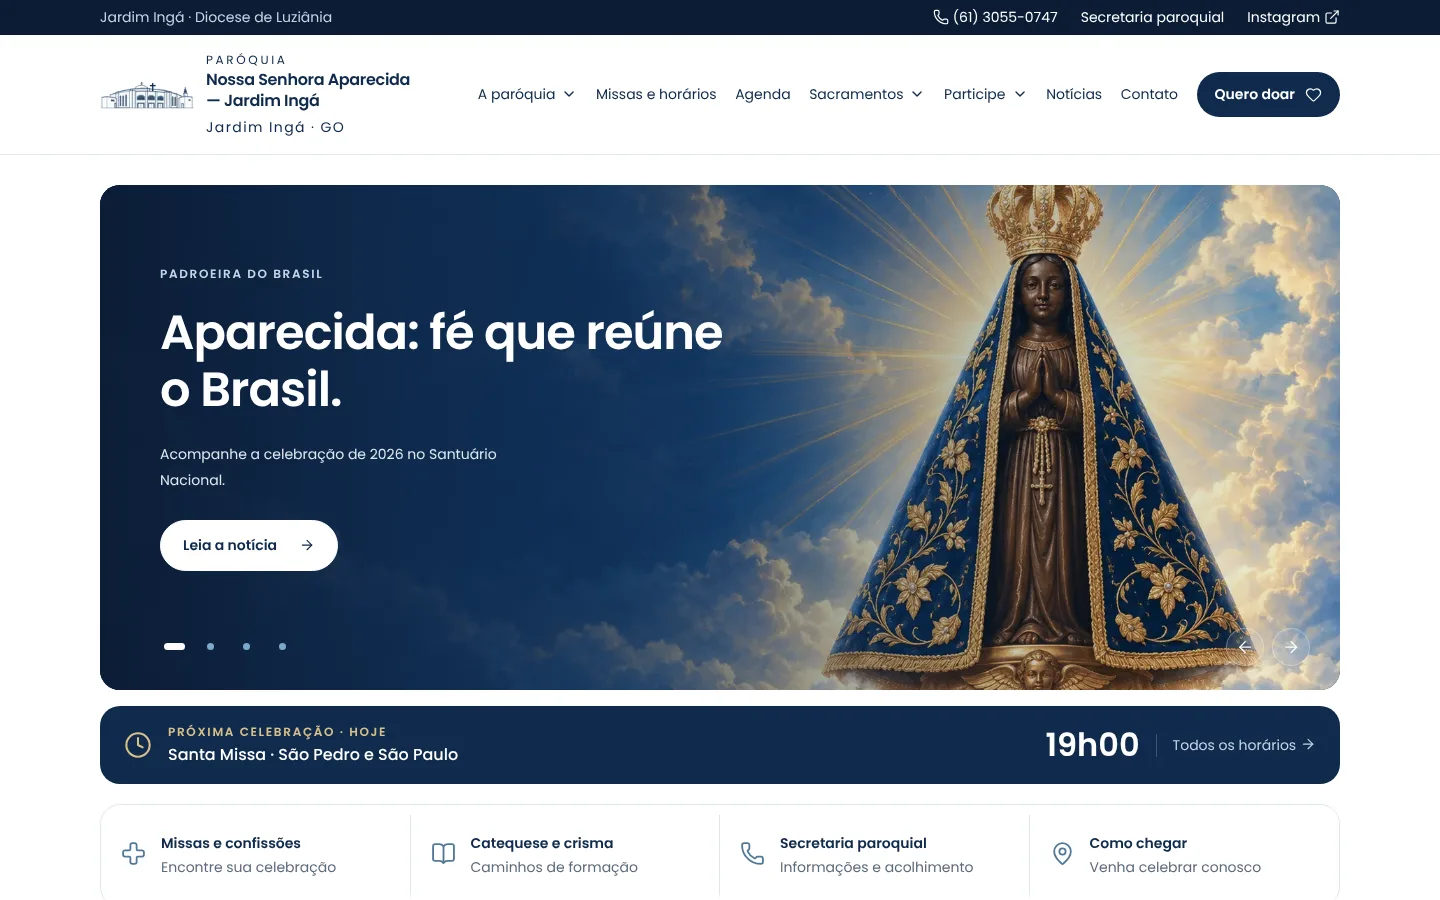 Jardim Ingá · Diocese de Luziânia
(61) 3055-0747
Secretaria paroquial
Instagram
PARÓQUIA
Nossa Senhora Aparecida
— Jardim Ingá
Jardim Ingá · GO
A paróquia
Missas e horários
Agenda
Sacramentos
Participe
Notícias
Contato
Quero doar
PADROEIRA DO BRASIL
Aparecida: fé que reúne
o Brasil.
Acompanhe a celebração de 2026 no Santuário
Nacional.
Leia a notícia
PRÓXIMA CELEBRAÇÃO · HOJE
Santa Missa · São Pedro e São Paulo
19h00
Todos os horários
Missas e confissões
Encontre sua celebração
Catequese e crisma
Caminhos de formação
Secretaria paroquial
Informações e acolhimento
Como chegar
Venha celebrar conosco